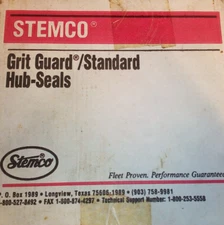 STEMCO®
Grit Guard®/Standard
Hub-Seals
Stemco®
Fleet Proven. Performance Guarantee
P. O. Box 1989 • Longview, Texas 75606-1989 • (903) 758-9981
1-800-527-8492 • FAX 1-800-874-4297 • Technical Support Number: 1-800-253-5558